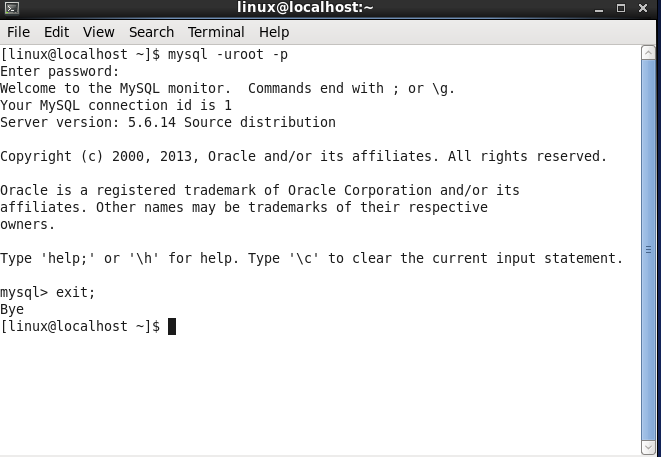 linux@localhost:~
File Edit View Search Terminal Help
[linux@localhost ~]$ mysql -uroot -p
Enter password:
Welcome to the MySQL monitor.  Commands end with ; or \g.
Your MySQL connection id is 1
Server version: 5.6.14 Source distribution

Copyright (c) 2000, 2013, Oracle and/or its affiliates. All rights reserved.

Oracle is a registered trademark of Oracle Corporation and/or its
affiliates. Other names may be trademarks of their respective
owners.

Type 'help;' or '\h' for help. Type '\c' to clear the current input statement.

mysql> exit;
Bye
[linux@localhost ~]$